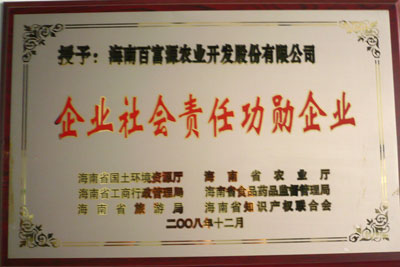 授予：海南百富源农业开发股份有限公司
企业社会责任功勋企业
海南省国土环境资源厅 海南省农业厅
海南省工商行政管理局 海南省食品药品监督管理局
海南省旅游局 海南省知识产权联合会
二〇〇八年十二月